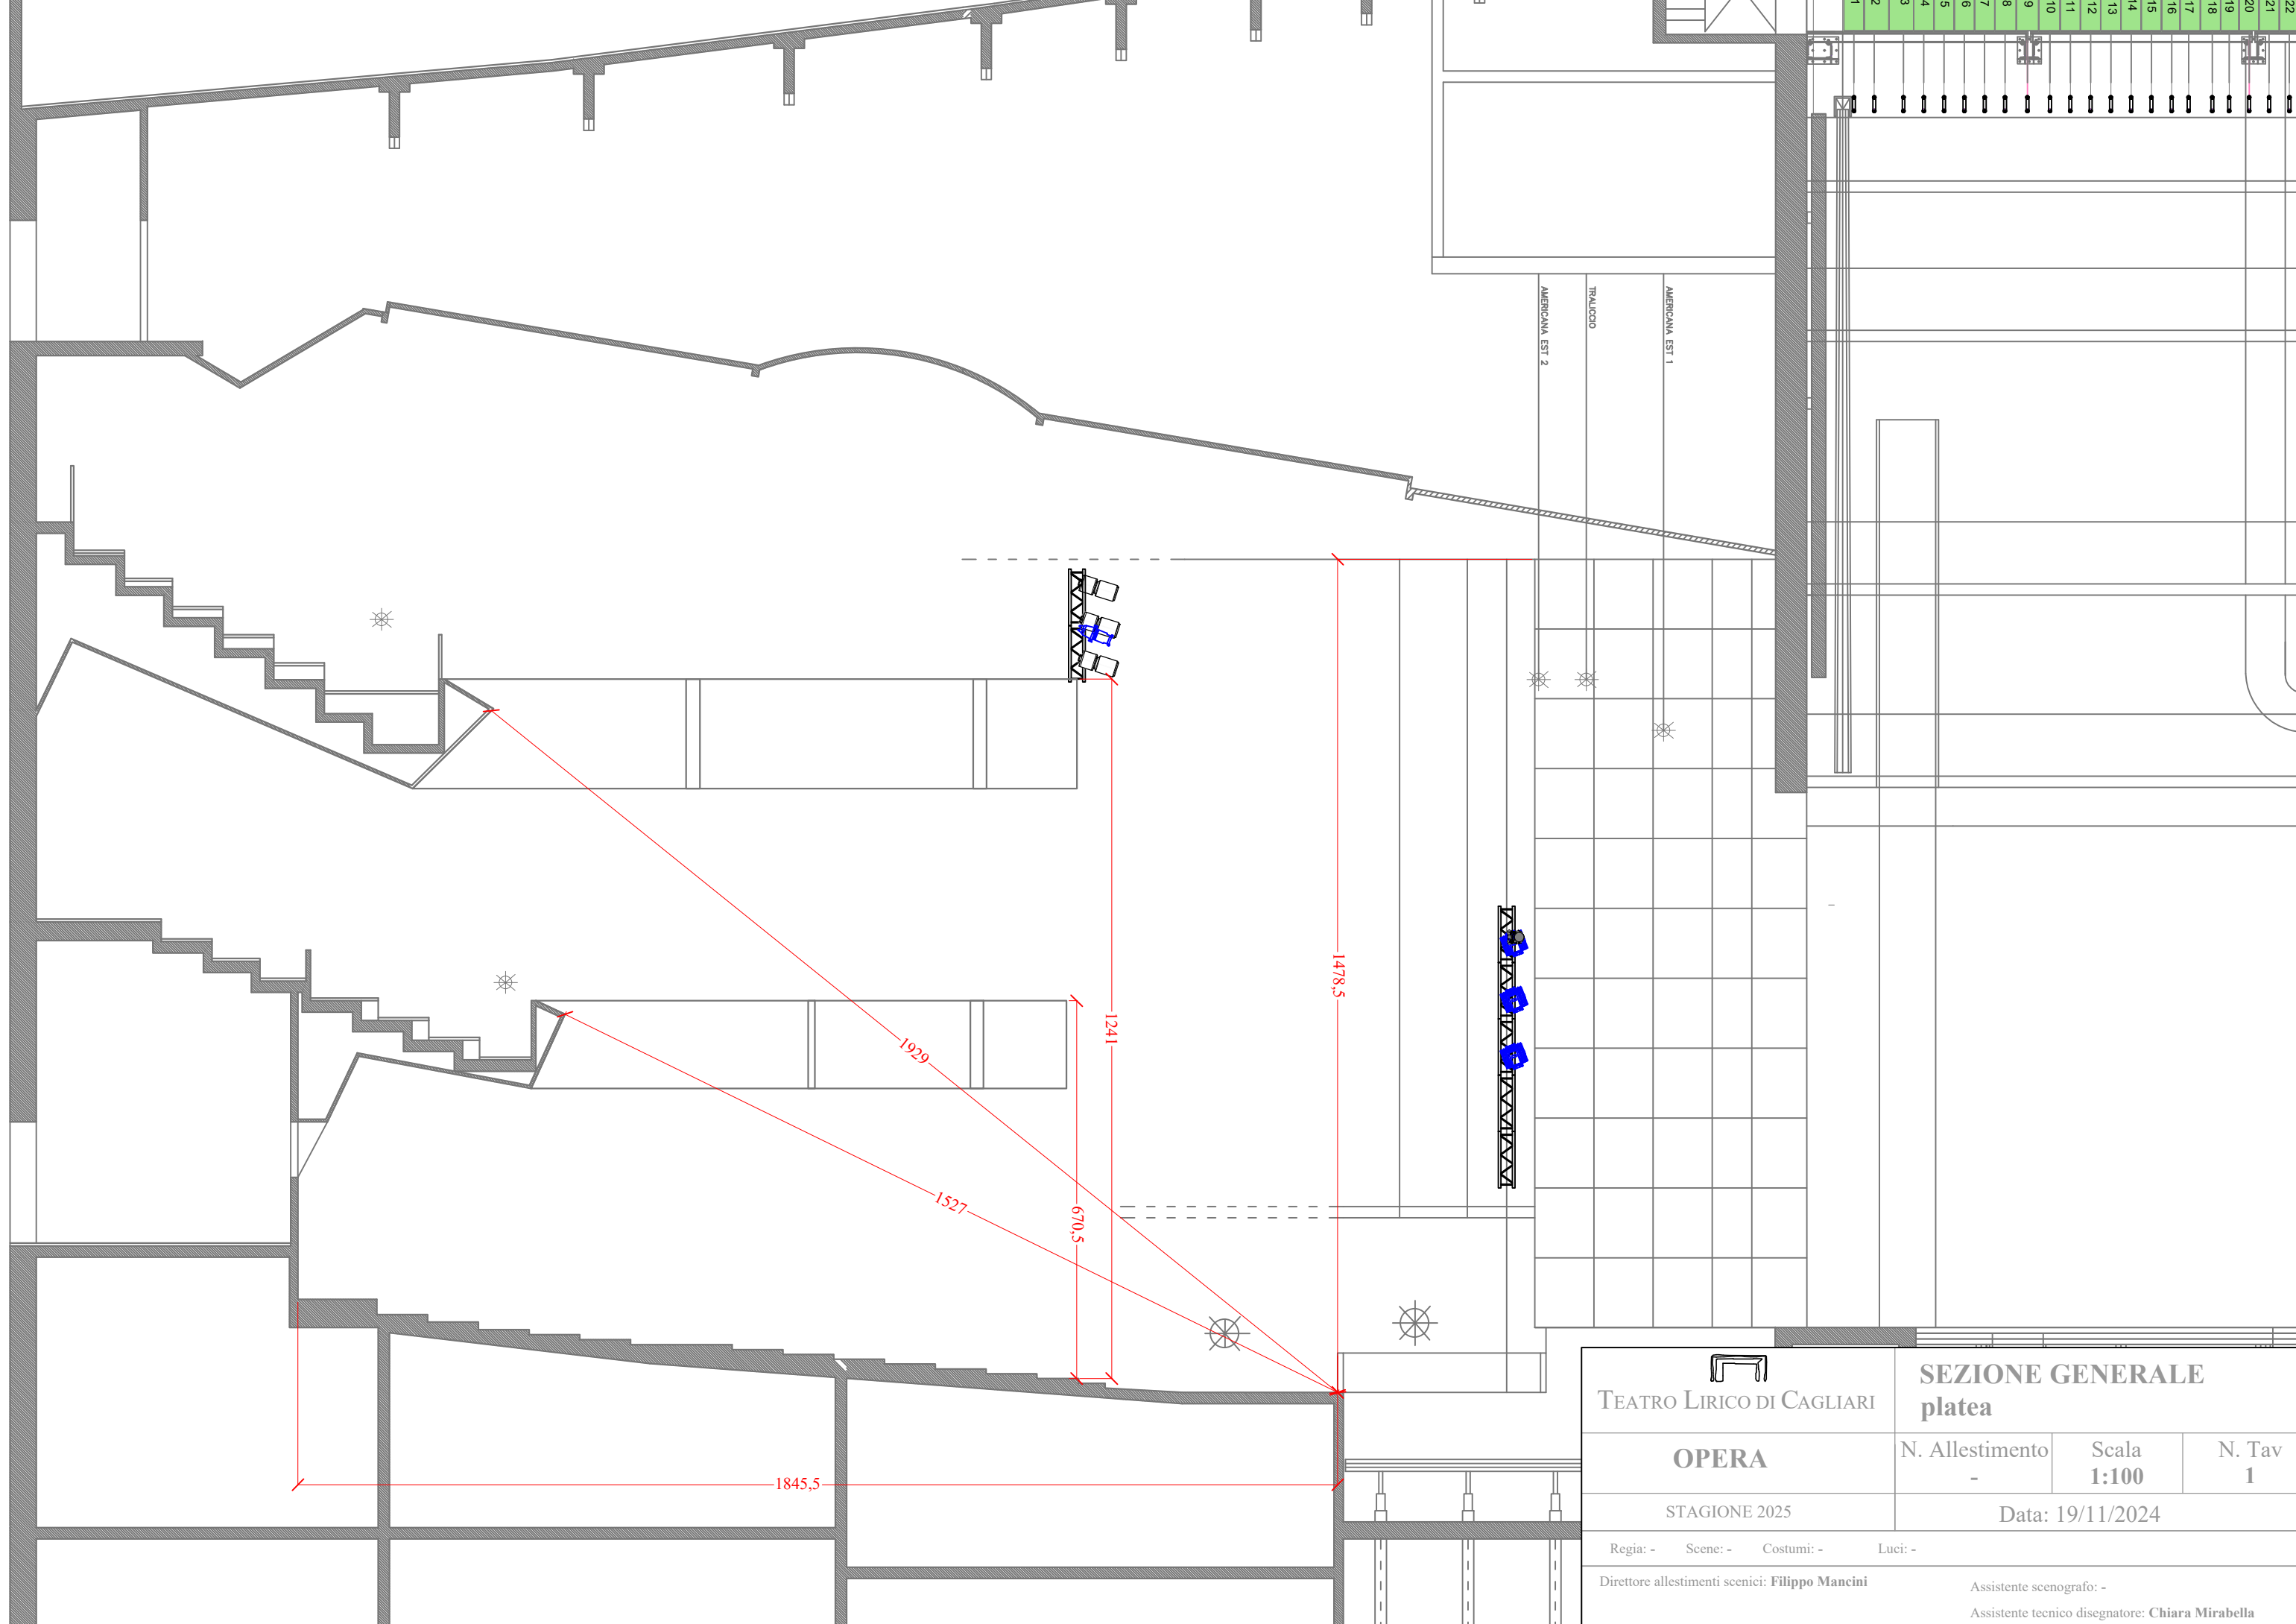 1
2
3
4
5
6
7
8
9
10
11
12
13
14
15
16
17
18
19
20
21
22
AMERICANA EST 2
TRALICCIO
AMERICANA EST 1
1478,5
1241
1929
1527
670,5
1845,5
TEATRO LIRICO DI CAGLIARI
SEZIONE GENERALE
platea
OPERA
N. Allestimento
-
Scala
1:100
N. Tav
1
STAGIONE 2025
Data: 19/11/2024
Regia: - Scene: - Costumi: - Luci: -
Direttore allestimenti scenici: Filippo Mancini
Assistente scenografo: -
Assistente tecnico disegnatore: Chiara Mirabella